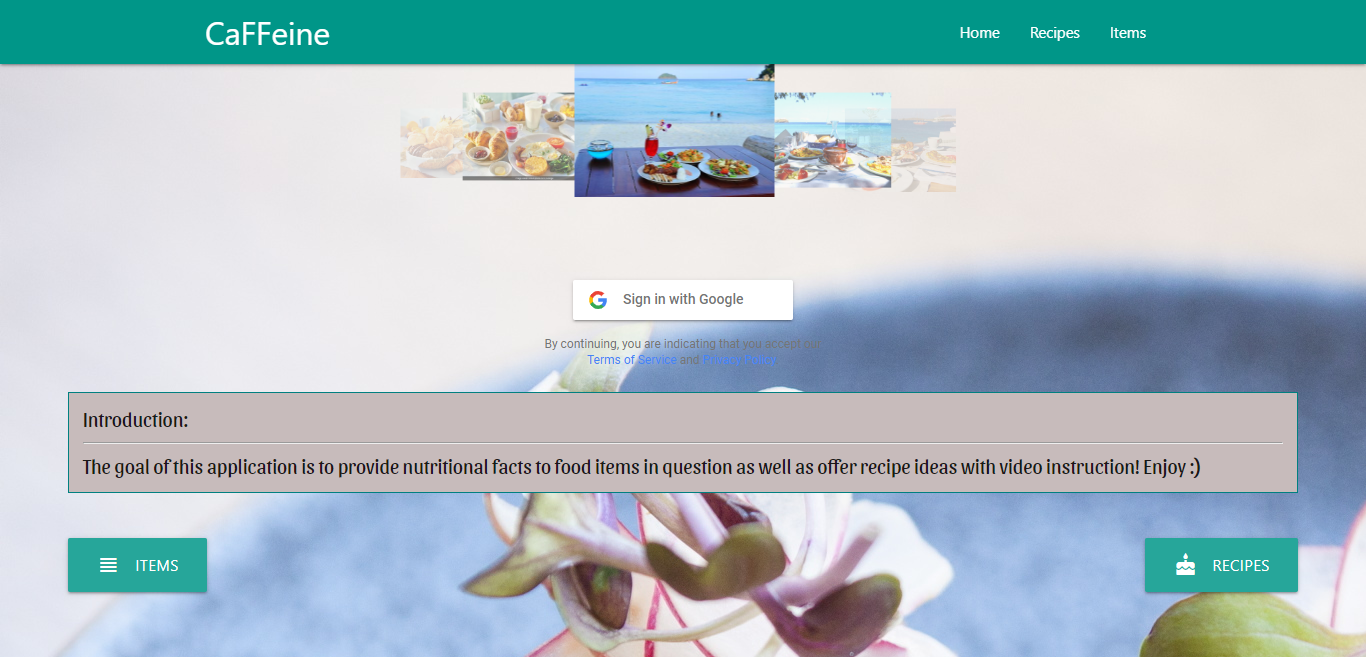 CaFFeine
Home Recipes Items
Sign in with Google
By continuing, you are indicating that you accept our
Terms of Service and Privacy Policy
Introduction:
The goal of this application is to provide nutritional facts to food items in question as well as offer recipe ideas with video instruction! Enjoy :)
ITEMS
RECIPES